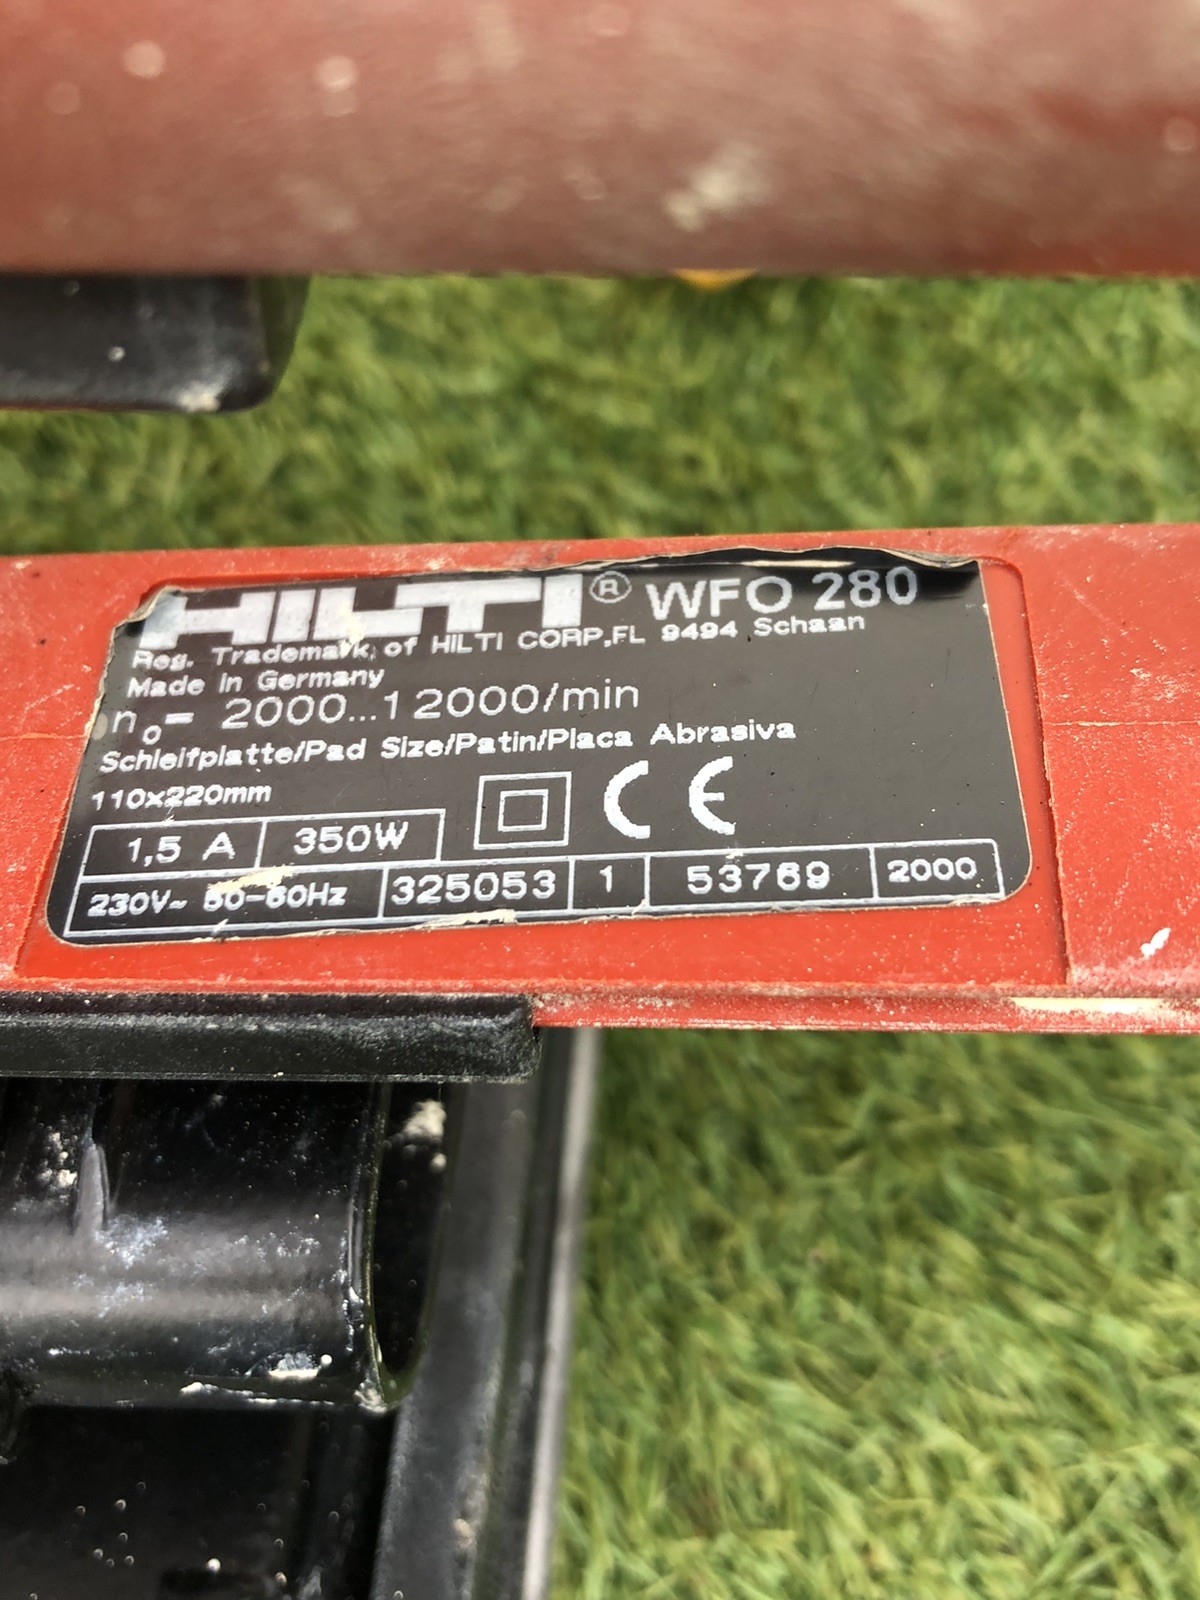 HILTI® WFO 280
Reg. Trademark of HILTI CORP.,FL 9494 Schaan
Made in Germany
no= 2000...12000/min
Schleifplatte/Pad Size/Patin/Placa Abrasiva
110x220mm
CE
1,5 A 350W
230V~ 50-60Hz 325053 1 53769 2000